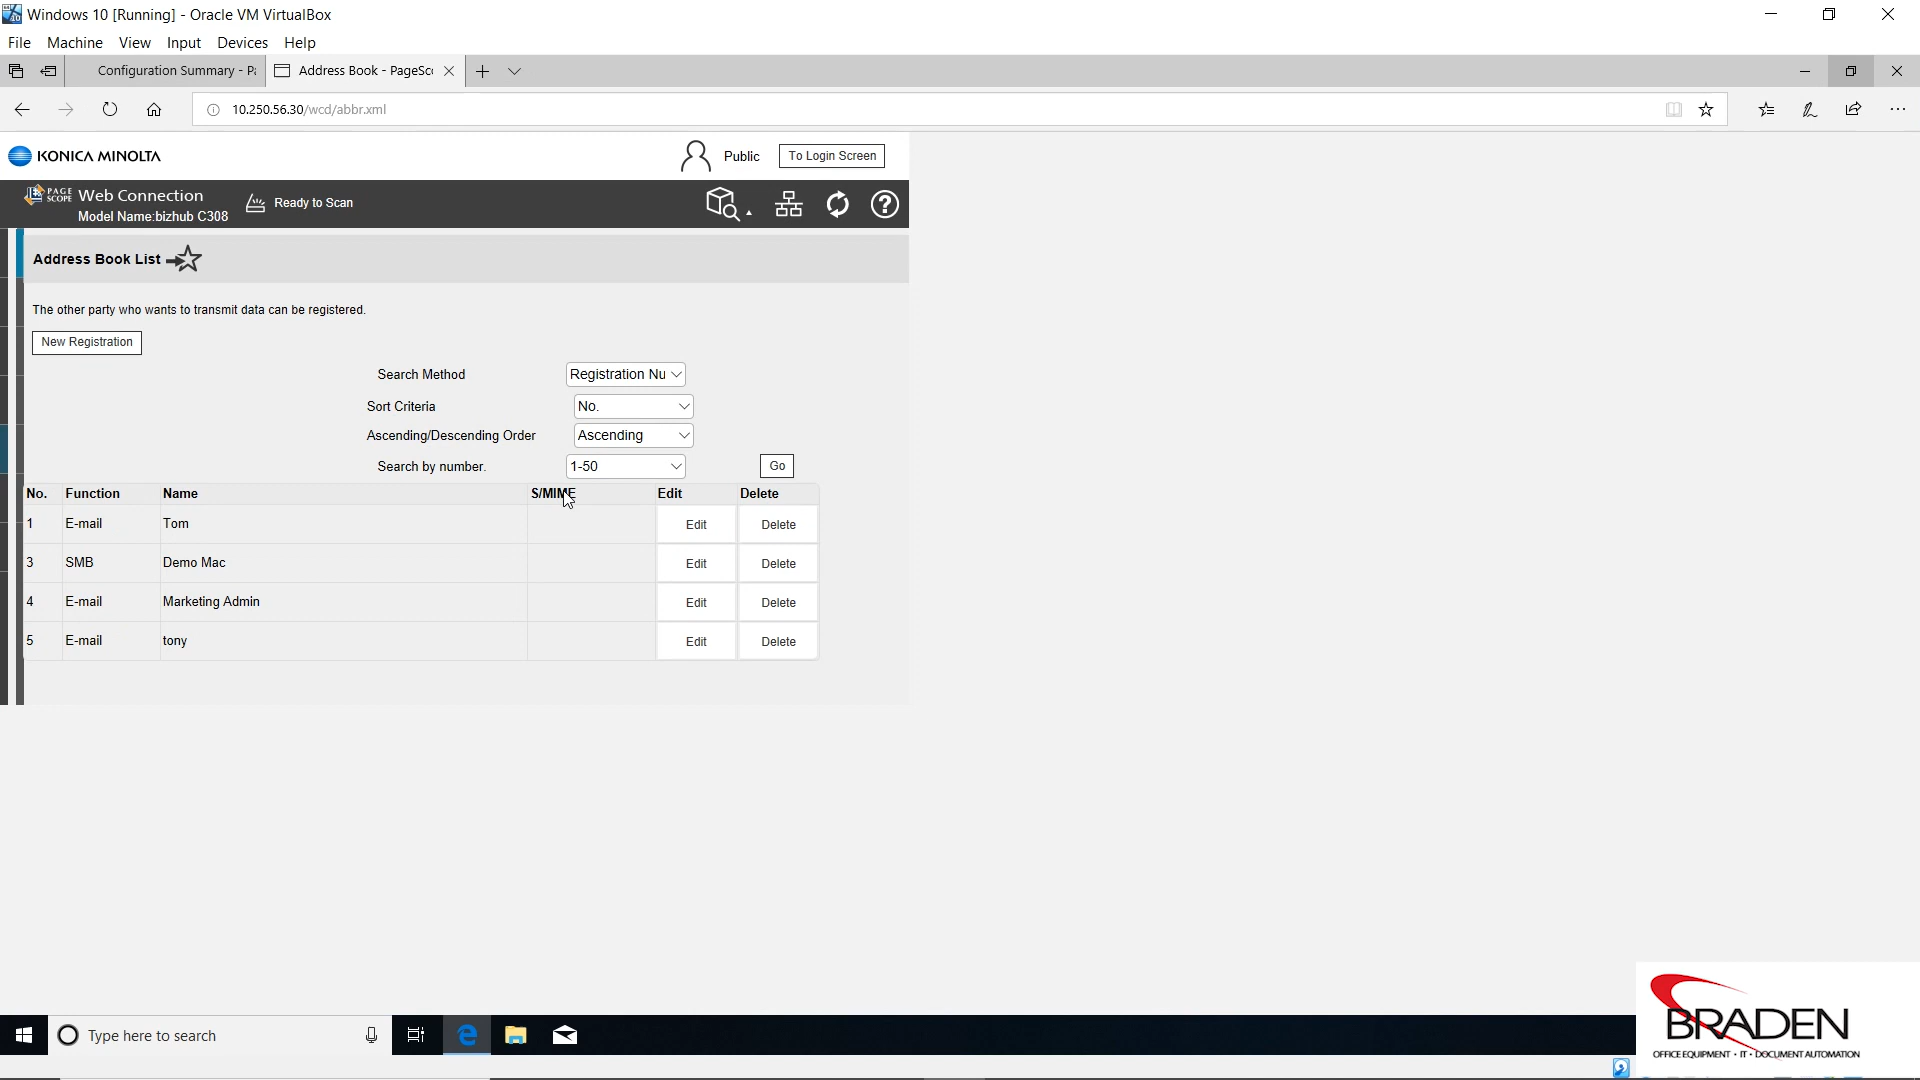 Windows 10 [Running] - Oracle VM VirtualBox
File Machine View Input Devices Help
Configuration Summary - Pa
Address Book - PageSco
10.250.56.30/wcd/abbr.xml
KONICA MINOLTA
Public
To Login Screen
PAGE SCOPE Web Connection
Model Name:bizhub C308
Ready to Scan
Address Book List
The other party who wants to transmit data can be registered.
New Registration
Search Method Registration Nu
Sort Criteria No.
Ascending/Descending Order Ascending
Search by number. 1-50 Go
No. Function Name S/MIME Edit Delete
1 E-mail Tom Edit Delete
3 SMB Demo Mac Edit Delete
4 E-mail Marketing Admin Edit Delete
5 E-mail tony Edit Delete
Type here to search
BRADEN
OFFICE EQUIPMENT • IT • DOCUMENT AUTOMATION